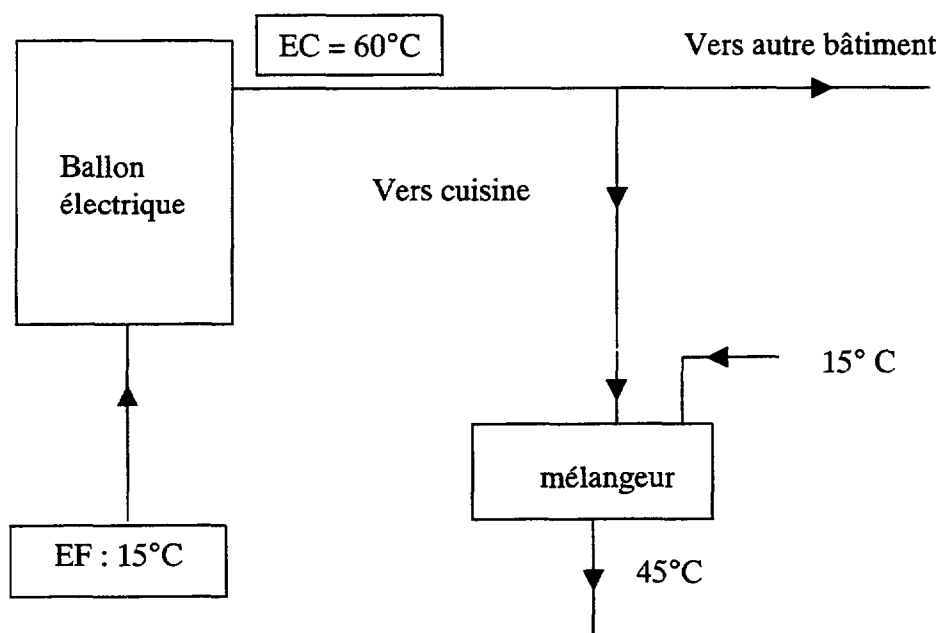 EC = 60°C
Vers autre bâtiment
Ballon
électrique
Vers cuisine
15° C
mélangeur
EF : 15°C
45°C